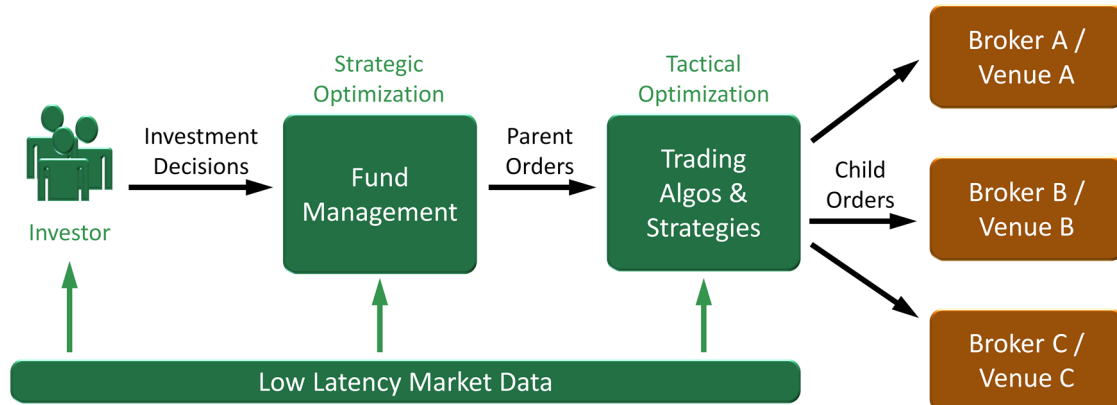 Investor
Investment
Decisions
Strategic
Optimization
Fund
Management
Parent
Orders
Tactical
Optimization
Trading
Algos &
Strategies
Child
Orders
Broker A /
Venue A
Broker B /
Venue B
Broker C /
Venue C
Low Latency Market Data